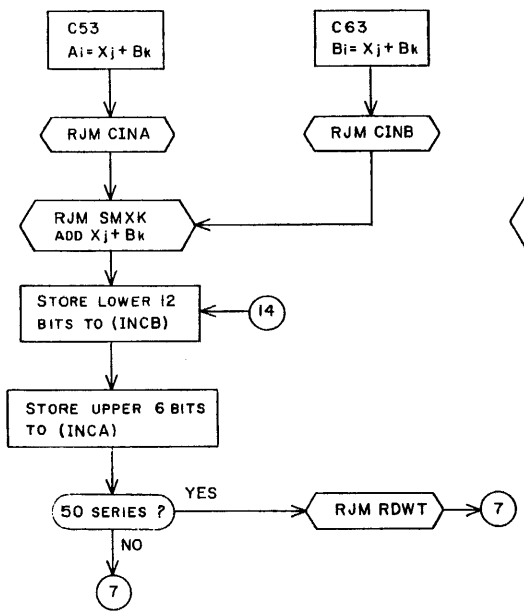 C53
Ai = Xj + Bk
C63
Bi = Xj + Bk
RJM CINA
RJM CINB
RJM SMXK
ADD Xj + Bk
STORE LOWER 12
BITS TO (INCB)
14
STORE UPPER 6 BITS
TO (INCA)
50 SERIES ?
YES
RJM RDWT
7
NO
7